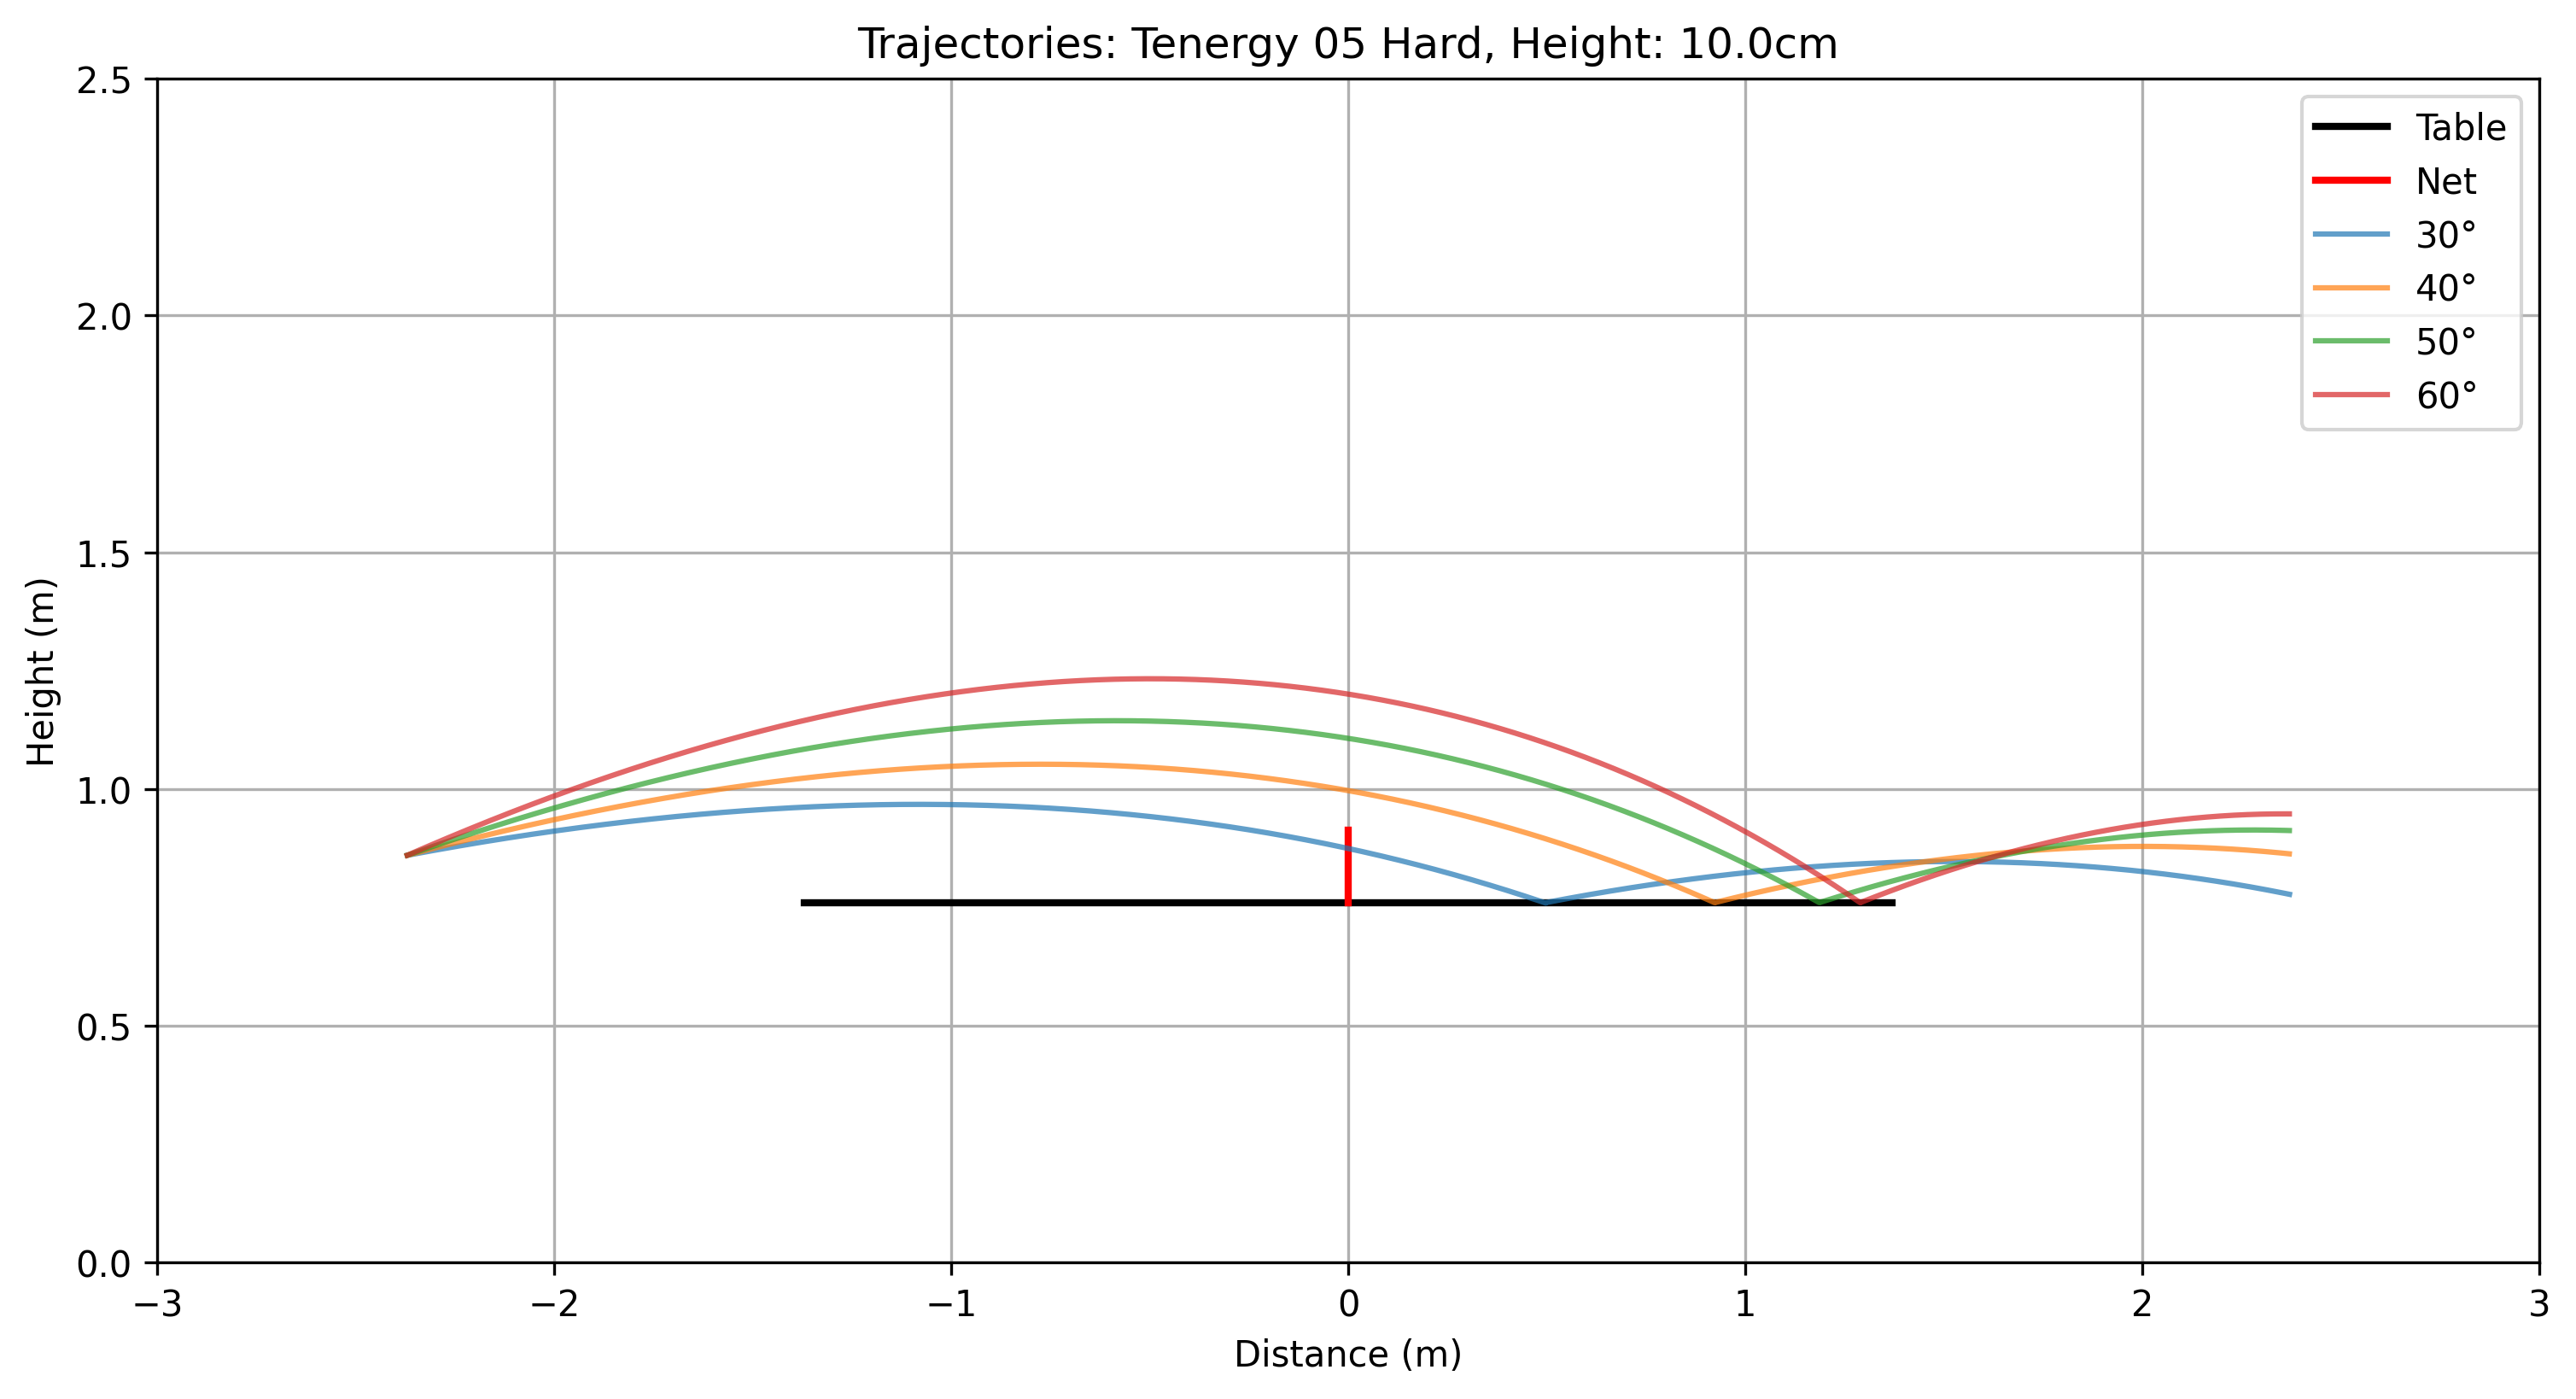 Trajectories: Tenergy 05 Hard, Height: 10.0cm
2.5
2.0
1.5
1.0
0.5
0.0
Height (m)
−3 −2 −1 0 1 2 3
Distance (m)
Table
Net
30°
40°
50°
60°